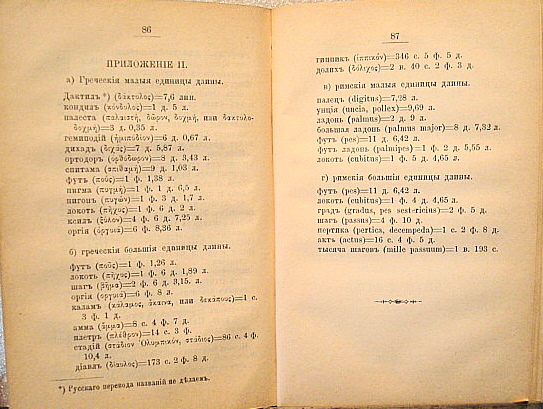 86
ПРИЛОЖЕНІЕ II.
а) Греческія малыя единицы длины.
Дактилъ *) (δάκτυλος)=7,6 лин.
кондилъ (κόνδυλος)=1 д. 5 л.
палеста (παλαιστή, δῶρον, δοχμή, или δακτυλο-
δοχμή)=3 д. 0,35 л.
гемиподій (ἡμιπόδιον)=6 д. 0,67 л.
дихадъ (διχάς)=7 д. 5,87 л.
ортодоръ (ὀρθόδωρον)=8 д. 3,43 л.
спитама (σπιθαμή)=9 д. 1,03 л.
футъ (πούς)=1 ф. 1,38 л.
пигма (πυγμή)=1 ф. 1 д. 6,5 л.
пигонъ (πυγών)=1 ф. 3 д. 1,7 л.
локоть (πῆχυς)=1 ф. 6 д. 2 л.
ксилъ (ξύλον)=1 ф. 6 д. 7,25 л.
оргія (ὀργυιά)=6 ф. 8,36 л.
б) греческія большія единицы длины.
футъ (ποῦς)=1 ф. 1,26 л.
локоть (πῆχυς)=1 ф. 6 д. 1,89 л.
шагъ (βῆμα)=2 ф. 6 д. 3,15. л.
оргія (ὀργυιά)=6 ф. 8 л.
каламъ (κάλαμος, ἄκαινα, или δεκάπους)=1 с.
3 ф. 1 д.
амма (ἅμμα)=8 с. 4 ф. 7 д.
плетръ (πλέθρον)=14 с. 3 ф.
стадій (στάδιον Ὀλυμπικόν, στάδιος)=86 с. 4 ф.
10,4 л.
діавлъ (δίαυλος)=173 с. 2 ф. 8 д.
*) Русскаго перевода названій не дѣлаемъ.
87
гиппикъ (ἱππικόν)=346 с. 5 ф. 5 д.
долихъ (δόλιχος)=2 в. 40 с. 2 ф. 3 д.
в) римскія малыя единицы длины.
палецъ (digitus)=7,28 л.
унція (uncia, pollex)=9,69 л.
ладонь (palmus)=2 д. 9 л.
большая ладонь (palmus major)=8 д. 7,32 л.
футъ (pes)=11 д. 6,42 л.
футъ ладонь (palmipes)=1 ф. 2 д. 5,55 л.
локоть (cubitus)=1 ф. 5 д. 4,65 л.
г) римскія большія единицы длины.
футъ (pes)=11 д. 6,42 л.
локоть (cubitus)=1 ф. 4 д. 4,65 л.
градъ (gradus, pes sestericius)=2 ф. 5 д.
шагъ (passus)=4 ф. 10 д.
пертика (pertica, decempeda)=1 с. 2 ф. 8 д.
актъ (actus)=16 с. 4 ф. 5 д.
тысяча шаговъ (mille passuum)=1 в. 193 с.